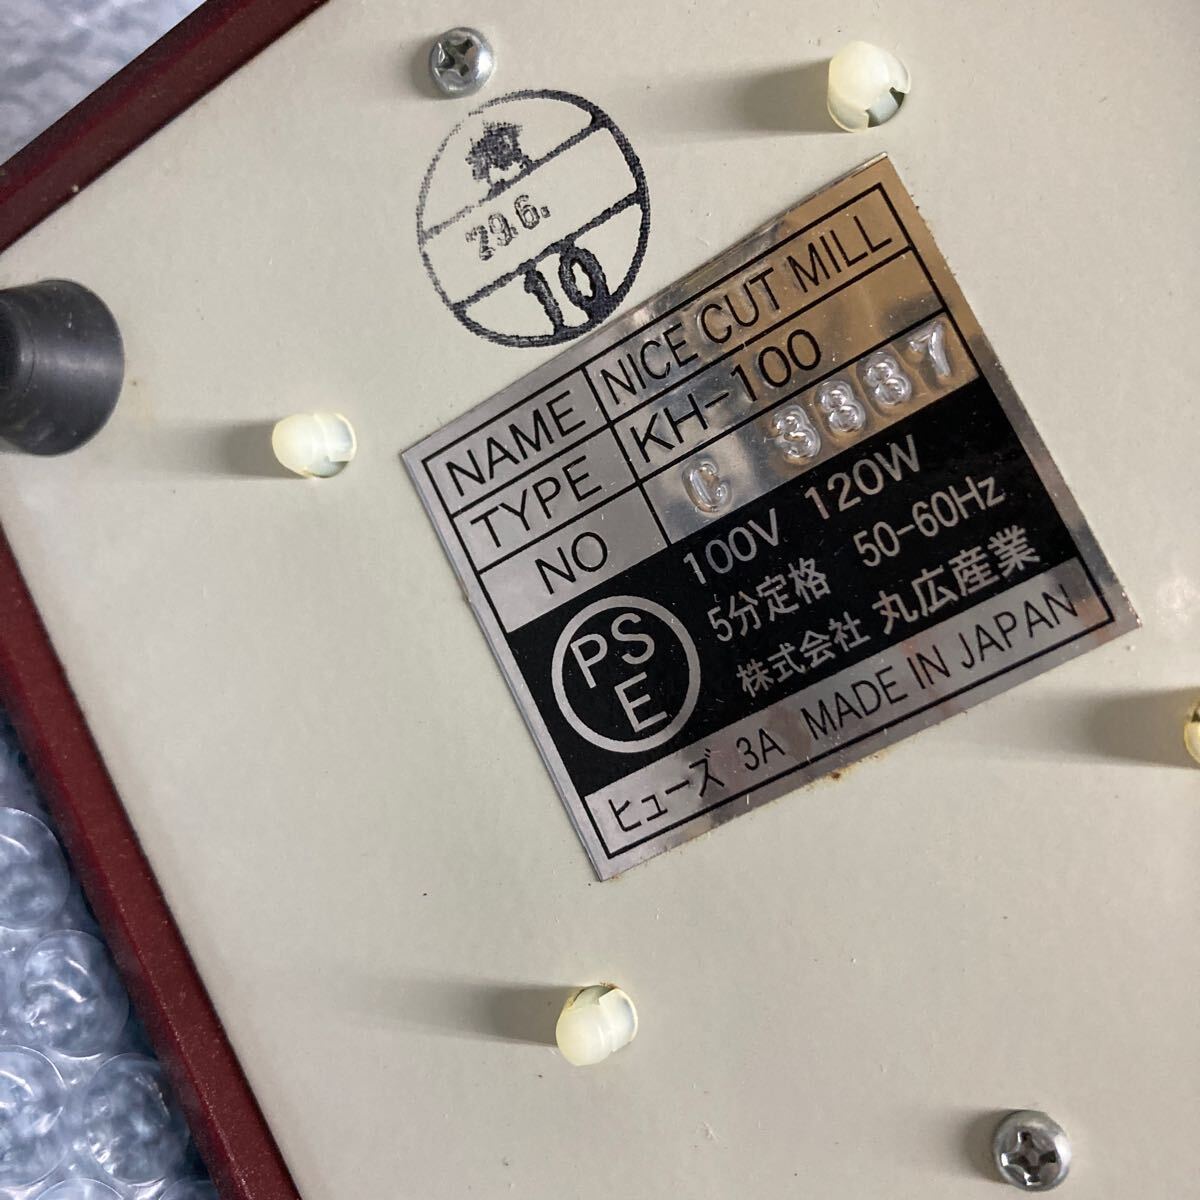 29.6.
10
NAME NICE CUT MILL
TYPE KH-100
NO C 3887
100V 120W
5分定格 50-60Hz
株式会社 丸広産業
PSE
ヒューズ 3A MADE IN JAPAN